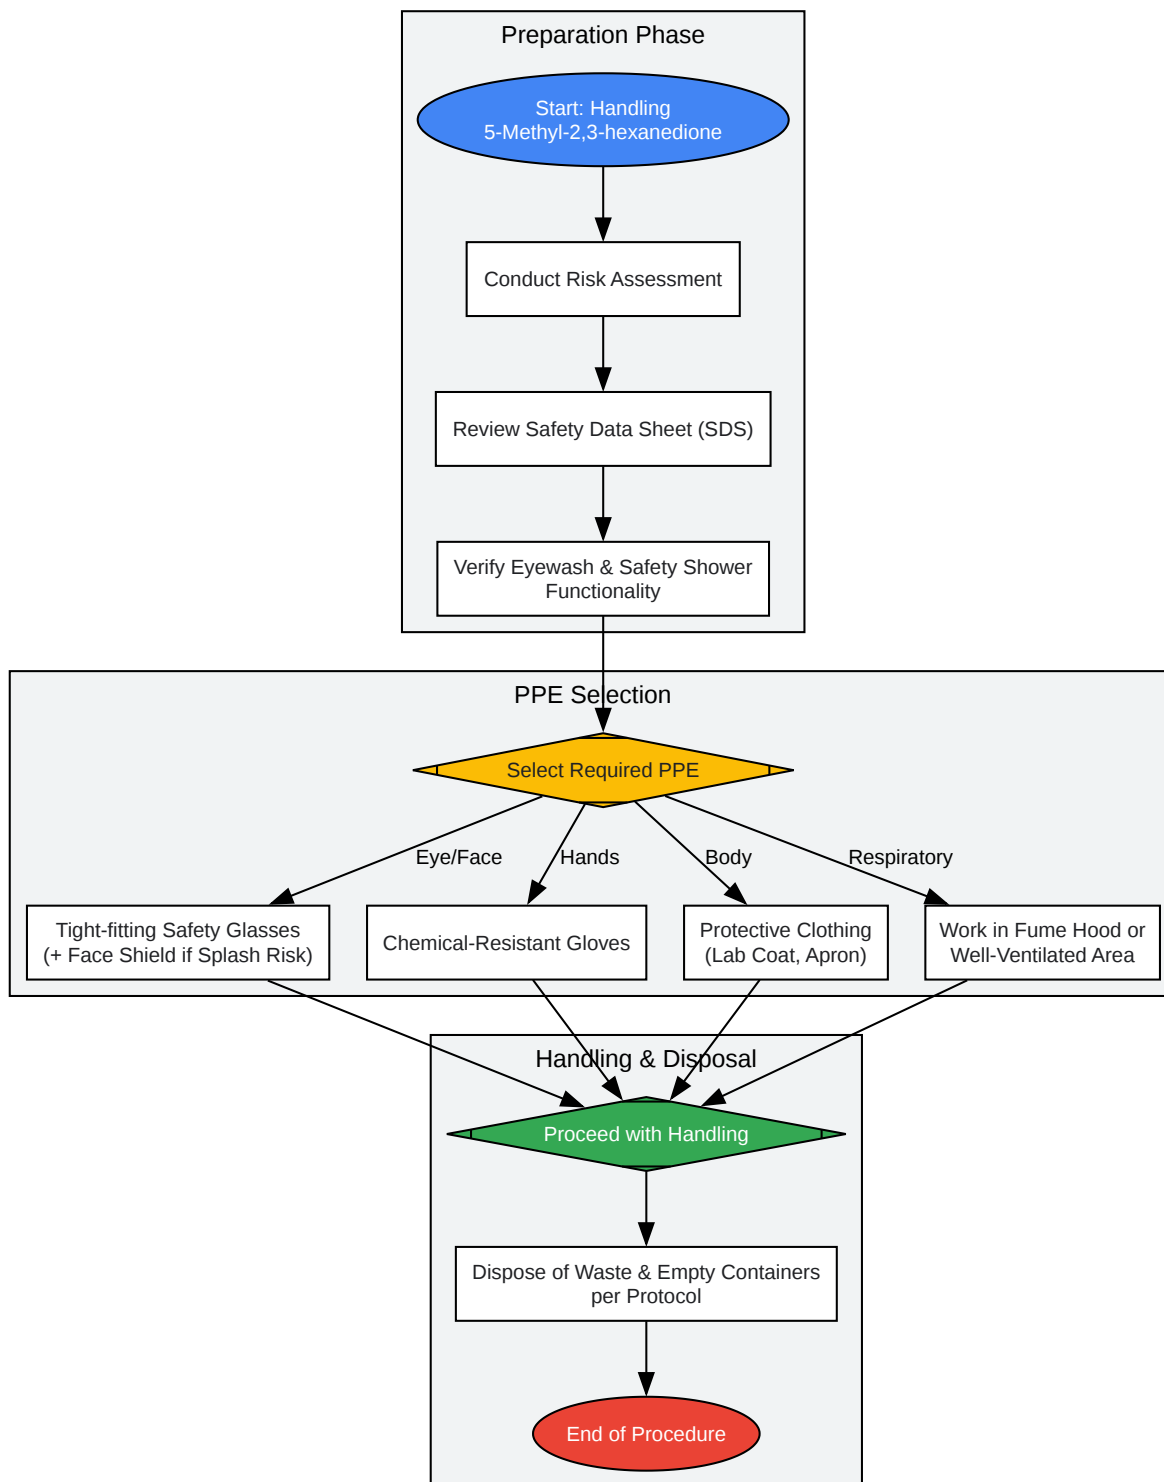 Preparation Phase
Start: Handling
5-Methyl-2,3-hexanedione
Conduct Risk Assessment
Review Safety Data Sheet (SDS)
Verify Eyewash & Safety Shower
Functionality
PPE Selection
Select Required PPE
Eye/Face
Hands
Body
Respiratory
Tight-fitting Safety Glasses
(+ Face Shield if Splash Risk)
Chemical-Resistant Gloves
Protective Clothing
(Lab Coat, Apron)
Work in Fume Hood or
Well-Ventilated Area
Handling & Disposal
Proceed with Handling
Dispose of Waste & Empty Containers
per Protocol
End of Procedure